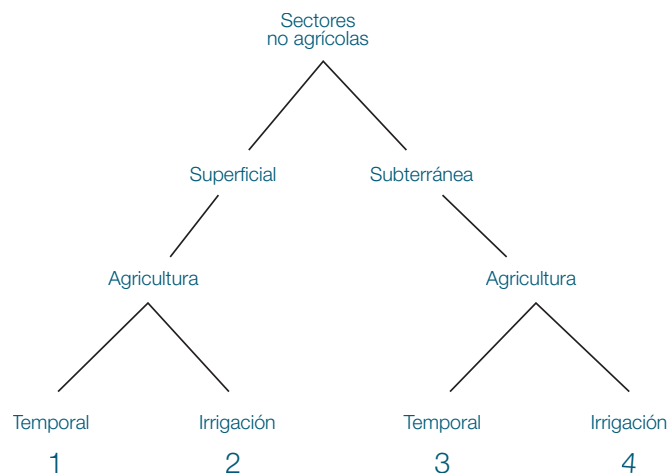 Sectores
no agrícolas
Superficial
Subterránea
Agricultura
Agricultura
Temporal
Irrigación
Temporal
Irrigación
1
2
3
4